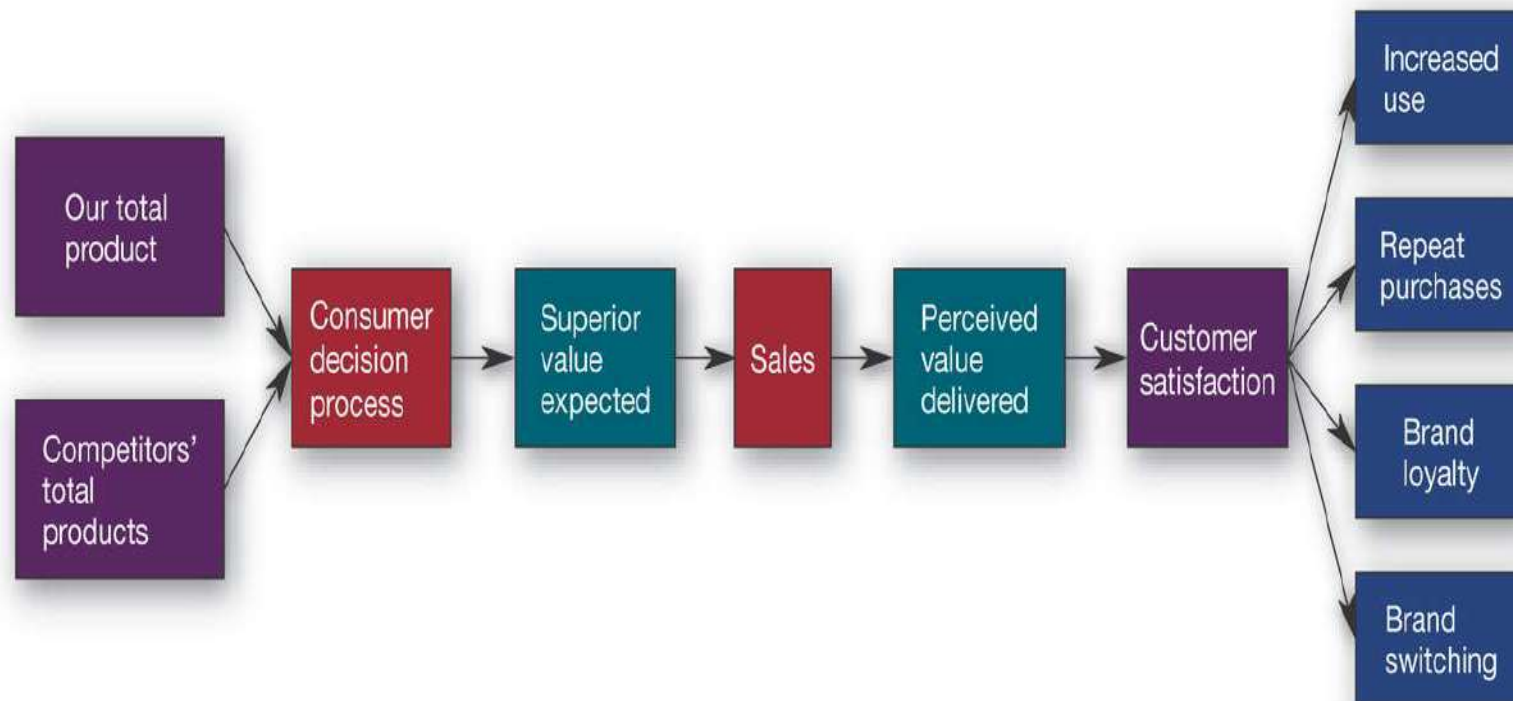 Our total
product
Competitors'
total
products
Consumer
decision
process
Superior
value
expected
Sales
Perceived
value
delivered
Customer
satisfaction
Increased
use
Repeat
purchases
Brand
loyalty
Brand
switching